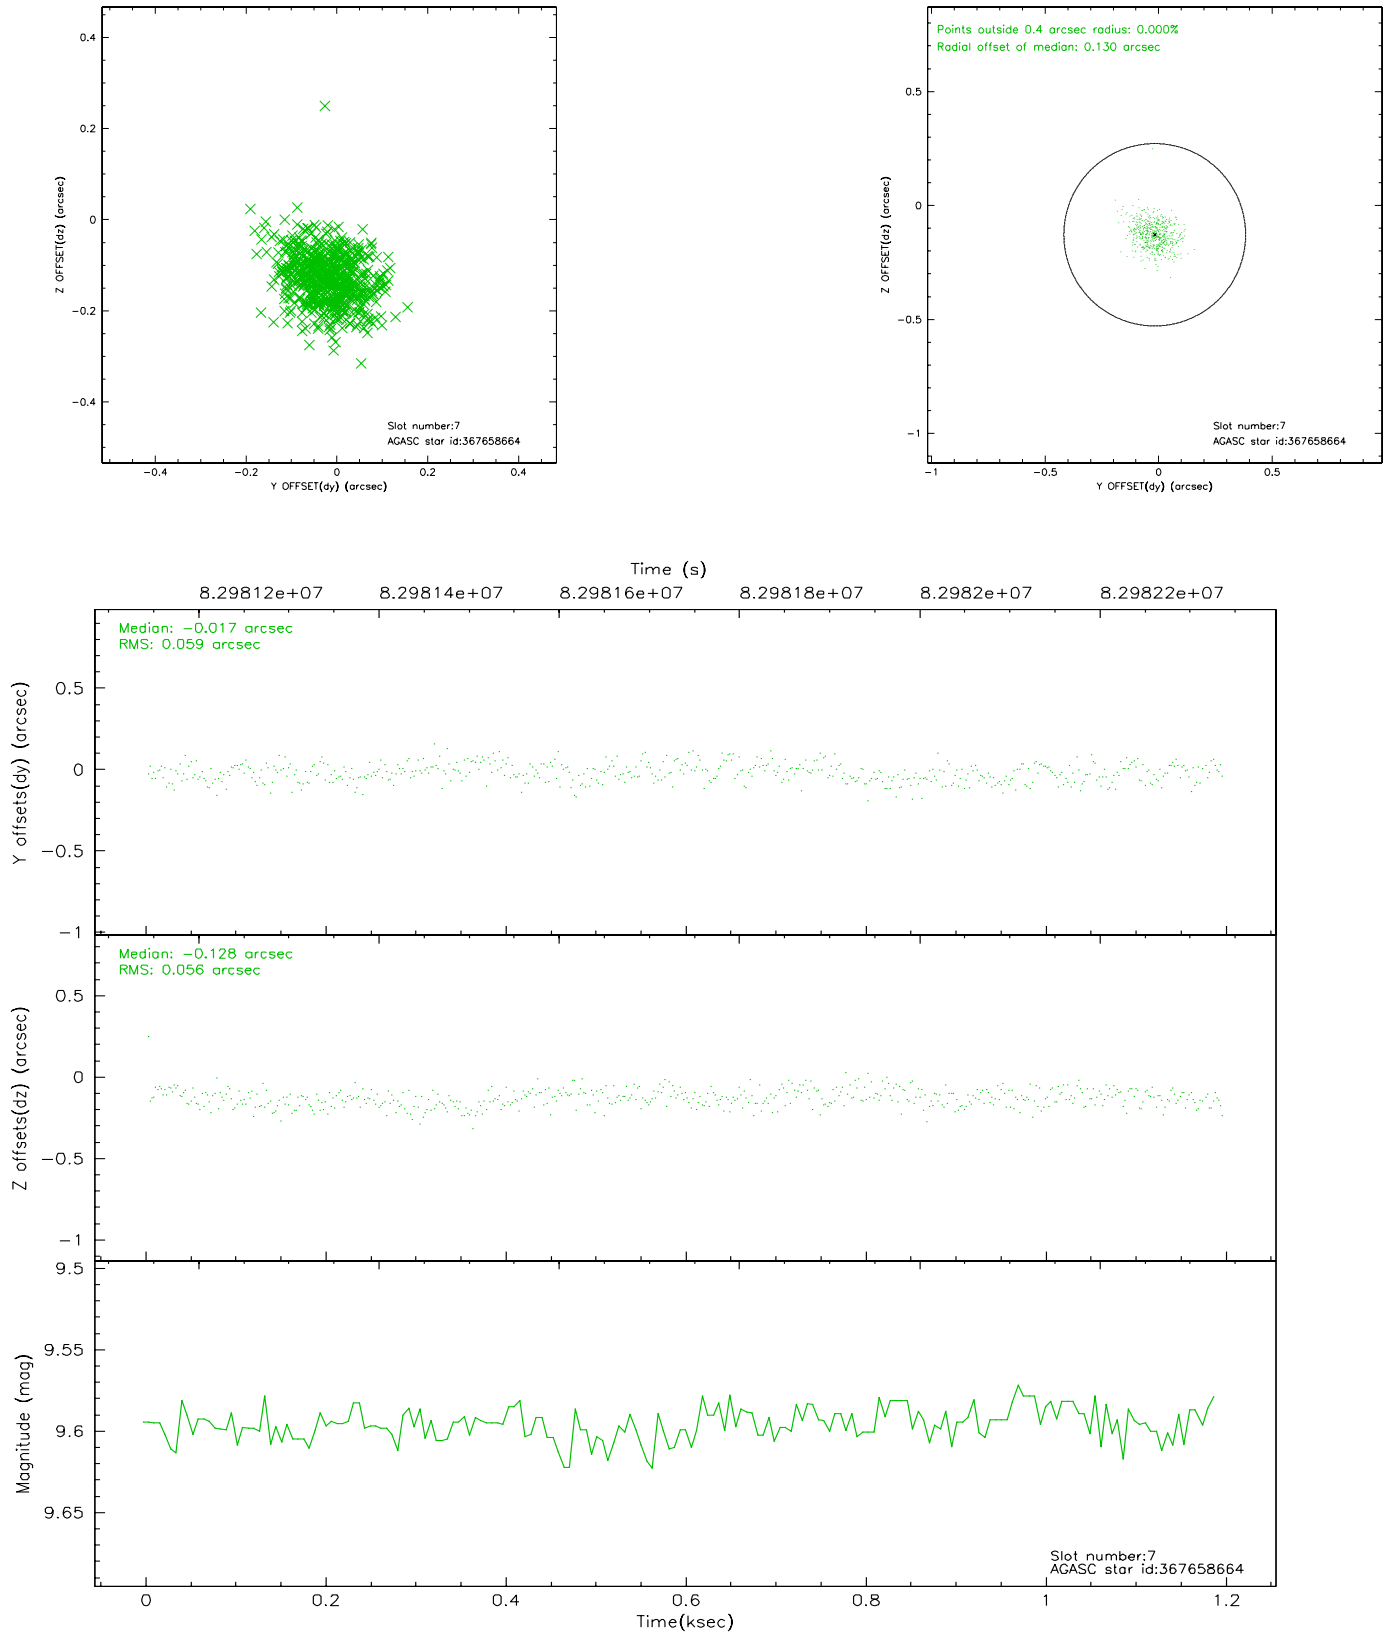 0.4
0.2
0
−0.2
−0.4
Z OFFSET(dz) (arcsec)
Slot number:7
AGASC star id:367658664
−0.4 −0.2 0 0.2 0.4
Y OFFSET(dy) (arcsec)
Points outside 0.4 arcsec radius: 0.000%
Radial offset of median: 0.130 arcsec
0.5
0
−0.5
−1
Z OFFSET(dz) (arcsec)
Slot number:7
AGASC star id:367658664
−1 −0.5 0 0.5
Y OFFSET(dy) (arcsec)
Time (s)
8.29812e+07 8.29814e+07 8.29816e+07 8.29818e+07 8.2982e+07 8.29822e+07
Median: −0.017 arcsec
RMS: 0.059 arcsec
0.5
0
−0.5
−1
Y offsets(dy) (arcsec)
Median: −0.128 arcsec
RMS: 0.056 arcsec
0.5
0
−0.5
−1
Z offsets(dz) (arcsec)
9.5
9.55
9.6
9.65
Magnitude (mag)
Slot number:7
AGASC star id:367658664
0 0.2 0.4 0.6 0.8 1 1.2
Time(ksec)